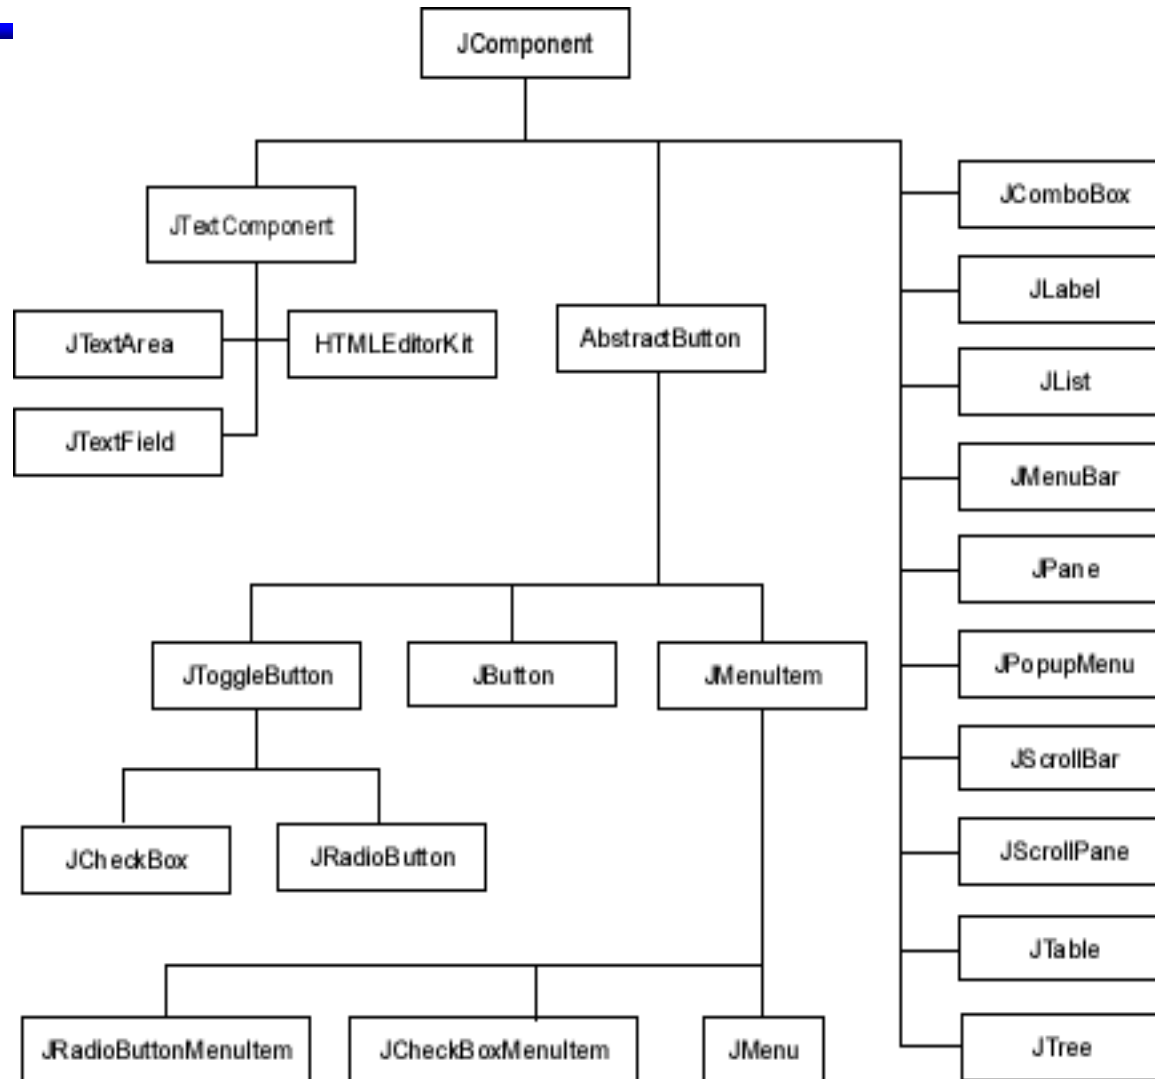 JComponent
JTextComponent
JTextArea
HTMLEditorKit
JTextField
AbstractButton
JToggleButton
JButton
JMenuItem
JCheckBox
JRadioButton
JRadioButtonMenuItem
JCheckBoxMenuItem
JMenu
JComboBox
JLabel
JList
JMenuBar
JPane
JPopupMenu
JScrollBar
JScrollPane
JTable
JTree